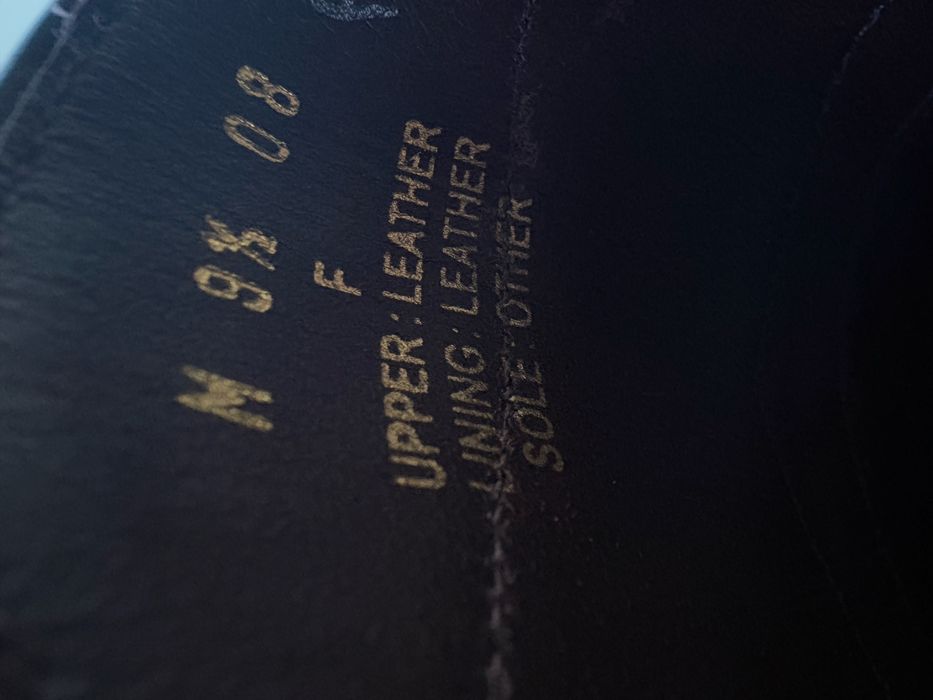 M 9½ 08
F
UPPER:LEATHER
LINING:LEATHER
SOLE:OTHER